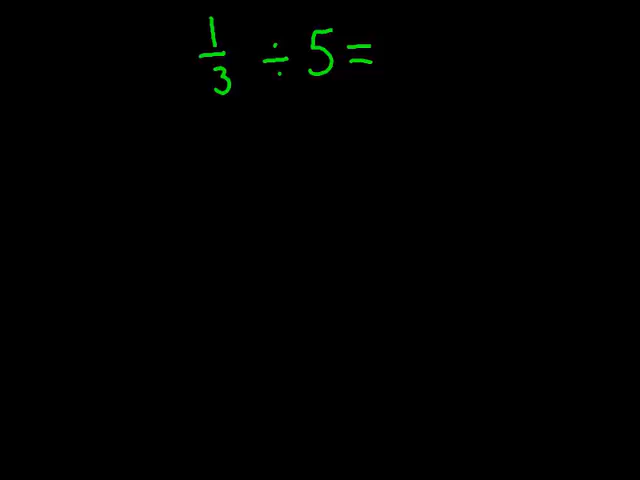 1/3 ÷ 5 =